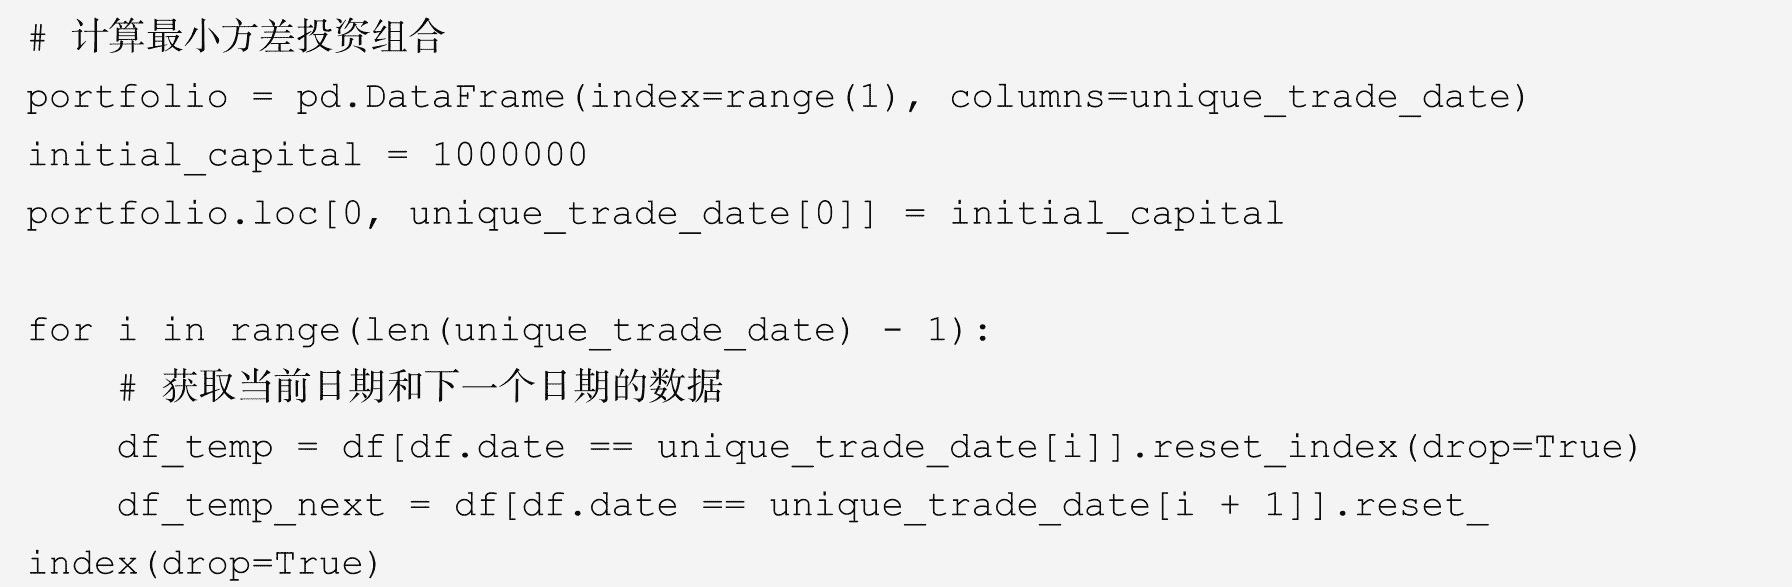 # 计算最小方差投资组合
portfolio = pd.DataFrame(index=range(1), columns=unique_trade_date)
initial_capital = 1000000
portfolio.loc[0, unique_trade_date[0]] = initial_capital

for i in range(len(unique_trade_date) - 1):
    # 获取当前日期和下一个日期的数据
    df_temp = df[df.date == unique_trade_date[i]].reset_index(drop=True)
    df_temp_next = df[df.date == unique_trade_date[i + 1]].reset_
index(drop=True)